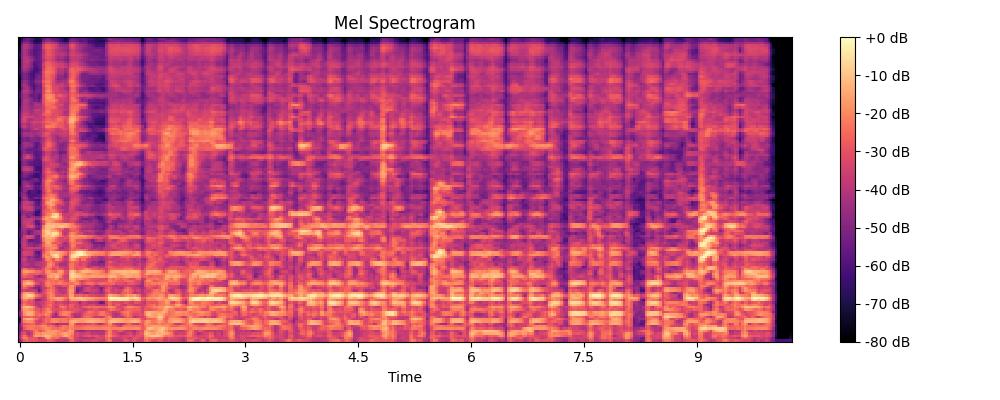 Mel Spectrogram
+0 dB
-10 dB
-20 dB
-30 dB
-40 dB
-50 dB
-60 dB
-70 dB
-80 dB
0 1.5 3 4.5 6 7.5 9
Time